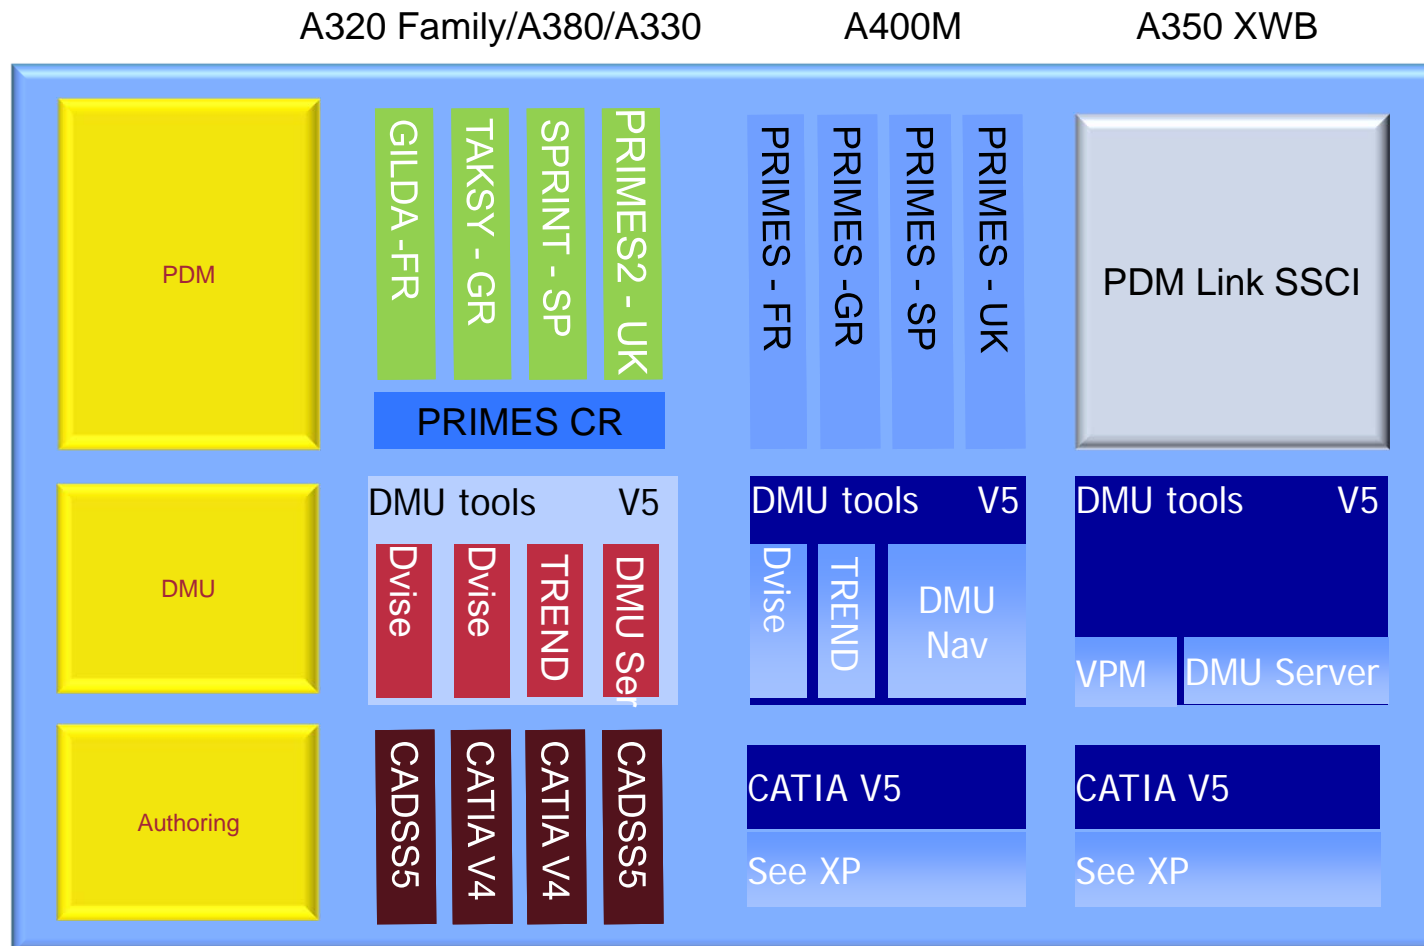 A320 Family/A380/A330
A400M
A350 XWB
PDM
GILDA -FR
TAKSY - GR
SPRINT - SP
PRIMES2 - UK
PRIMES CR
PRIMES - FR
PRIMES -GR
PRIMES - SP
PRIMES - UK
PDM Link SSCI
DMU
DMU tools V5
Dvise
Dvise
TREND
DMU Ser
DMU tools V5
Dvise
TREND
DMU
Nav
DMU tools V5
VPM
DMU Server
Authoring
CADSS5
CATIA V4
CATIA V4
CADSS5
CATIA V5
See XP
CATIA V5
See XP